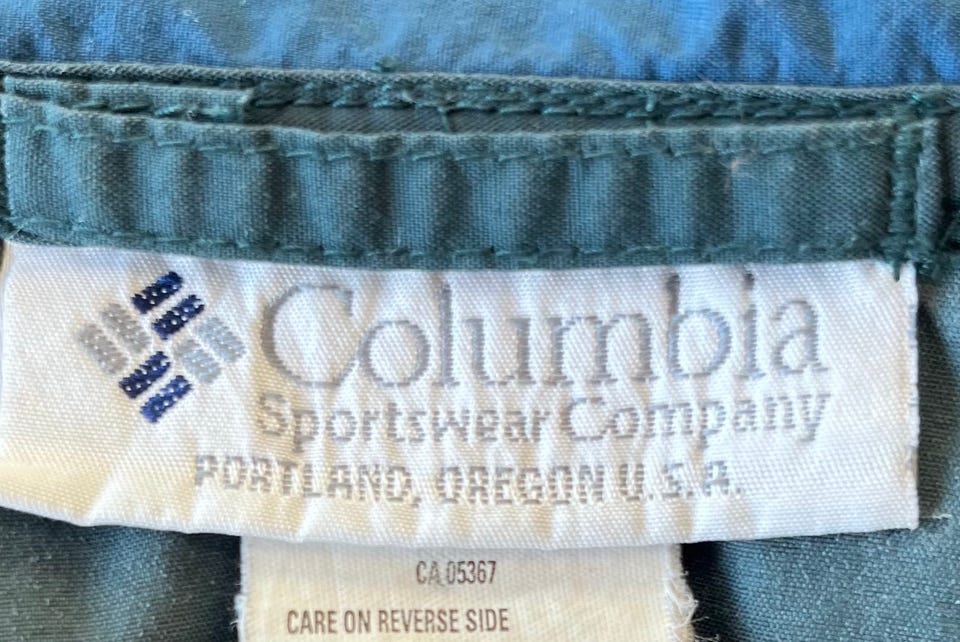 Columbia
Sportswear Company
PORTLAND, OREGON U.S.A.
CA 05367
CARE ON REVERSE SIDE